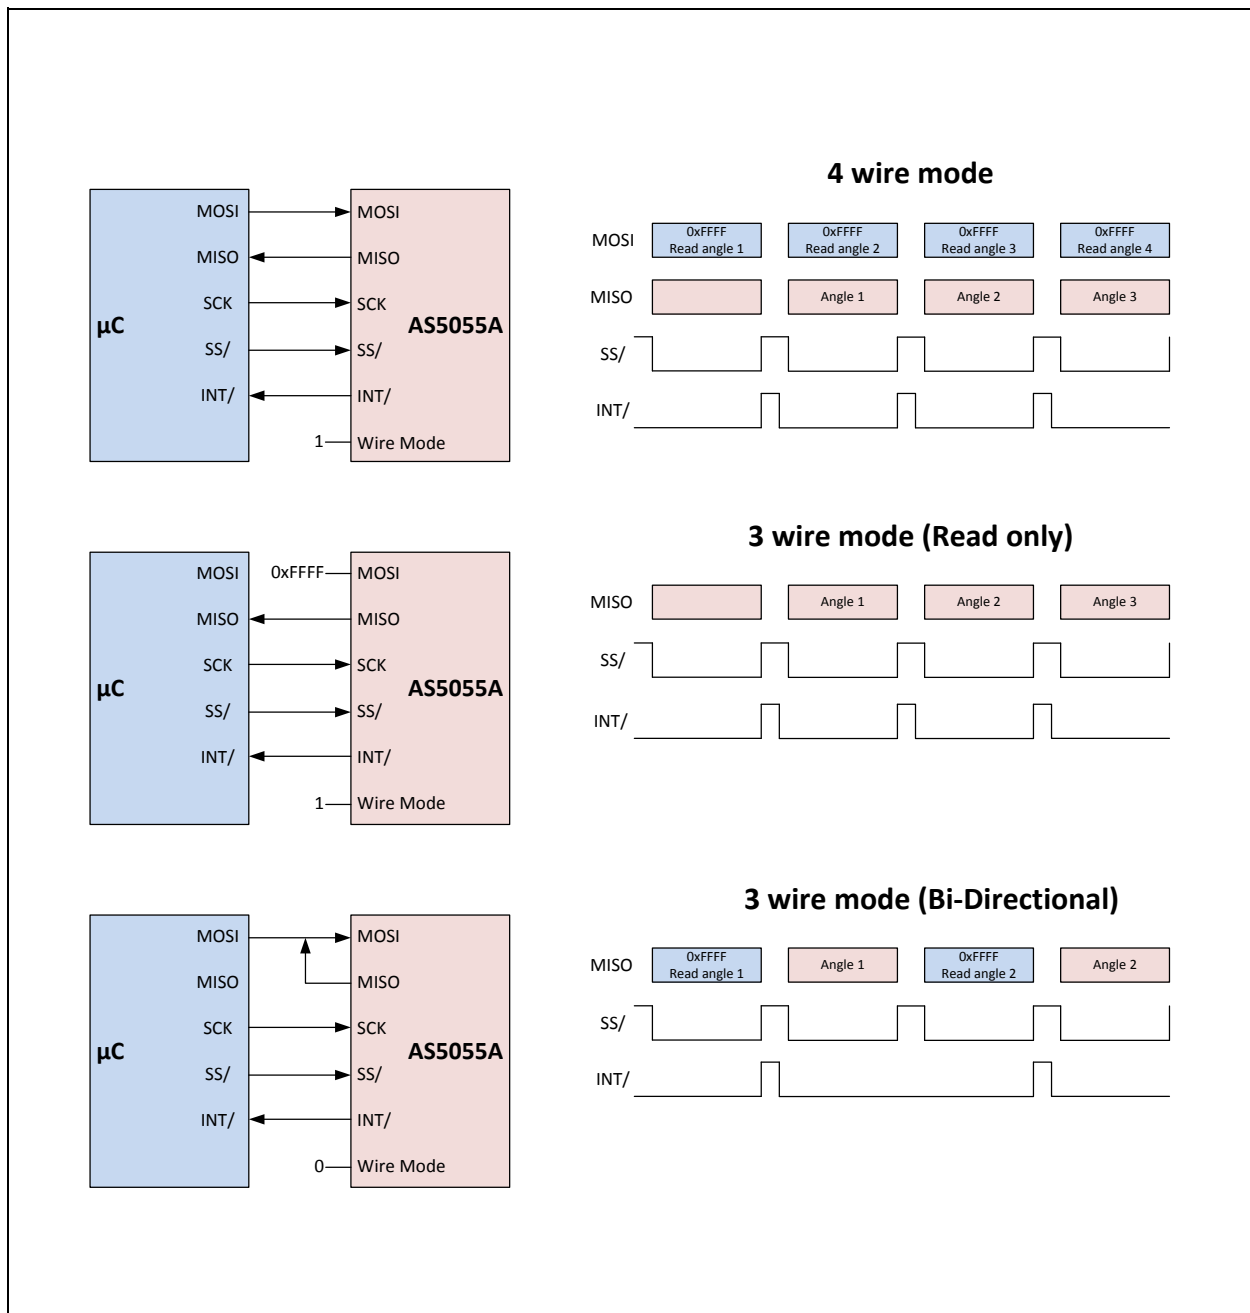 4 wire mode
MOSI
MISO
SCK
SS/
INT/
µC
MOSI
MISO
SCK
SS/
INT/
Wire Mode
AS5055A
1
MOSI
0xFFFF
Read angle 1
0xFFFF
Read angle 2
0xFFFF
Read angle 3
0xFFFF
Read angle 4
MISO
Angle 1
Angle 2
Angle 3
SS/
INT/
3 wire mode (Read only)
MOSI
MISO
SCK
SS/
INT/
µC
0xFFFF
MOSI
MISO
SCK
SS/
INT/
Wire Mode
AS5055A
1
MISO
Angle 1
Angle 2
Angle 3
SS/
INT/
3 wire mode (Bi-Directional)
MOSI
MISO
SCK
SS/
INT/
µC
MOSI
MISO
SCK
SS/
INT/
Wire Mode
AS5055A
0
MISO
0xFFFF
Read angle 1
Angle 1
0xFFFF
Read angle 2
Angle 2
SS/
INT/